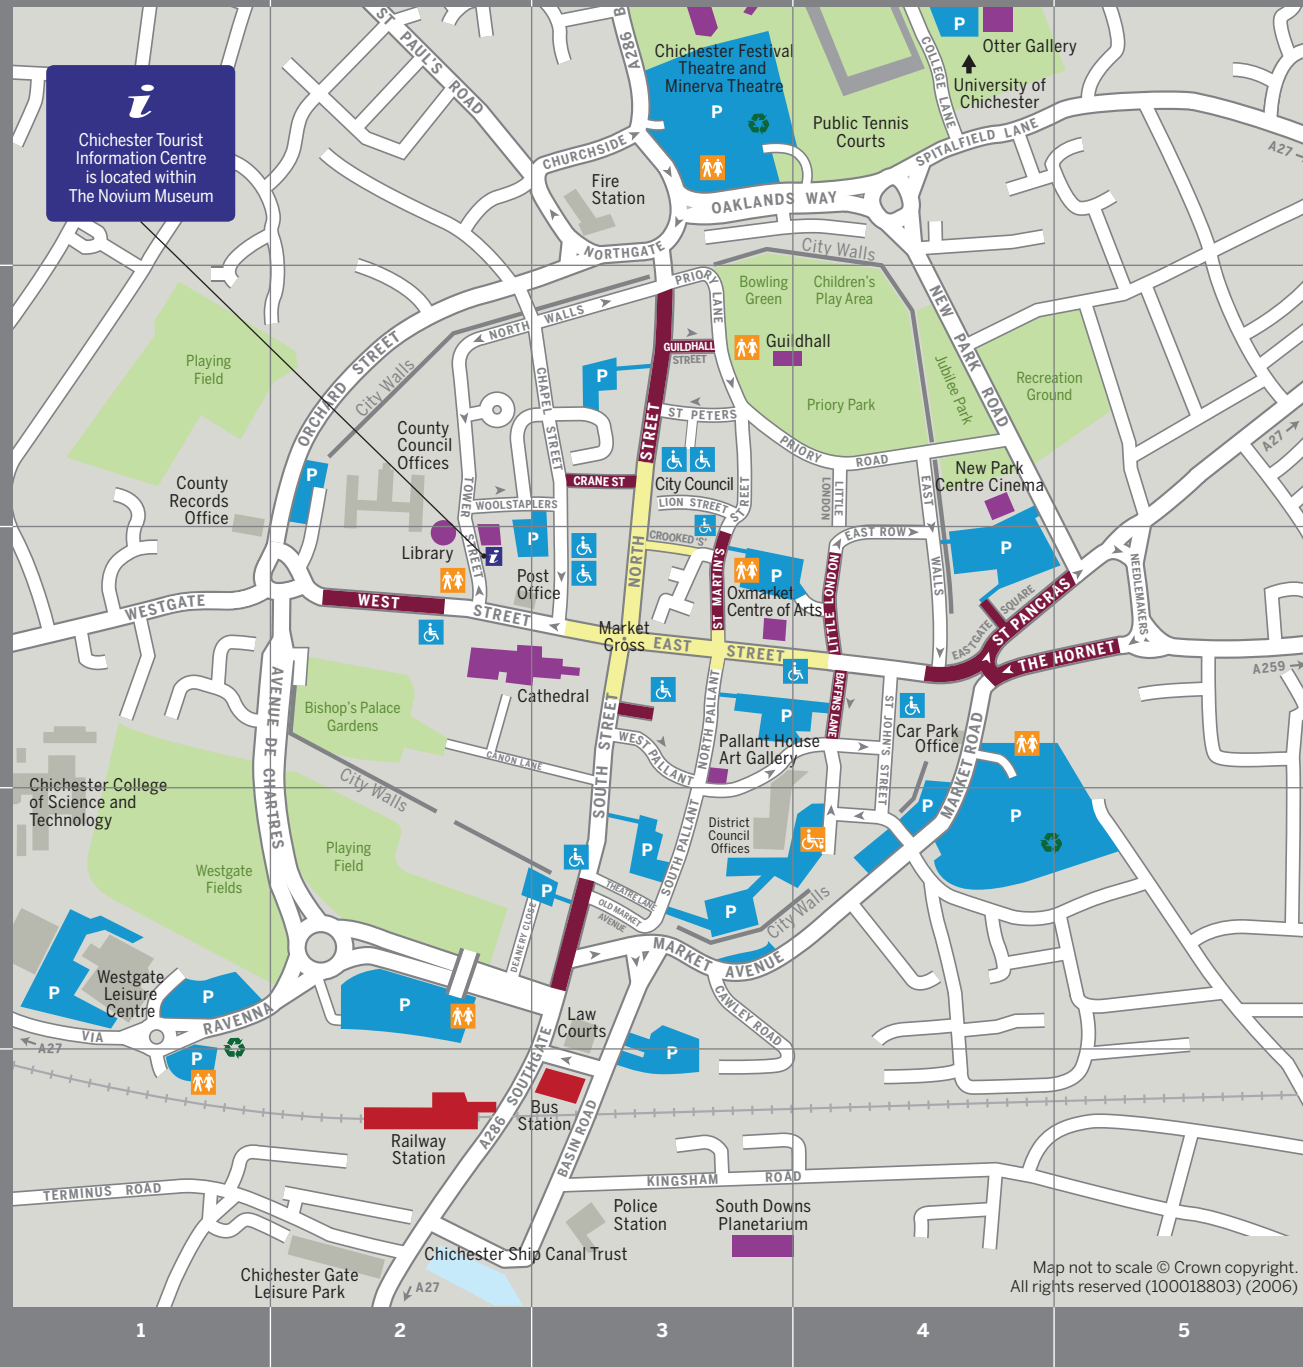 ST PAUL'S ROAD
A286 B
Chichester Festival
Theatre and
Minerva Theatre
P
COLLEGE LANE
P
Otter Gallery
University of
Chichester
i
Chichester Tourist
Information Centre
is located within
The Novium Museum
Public Tennis
Courts
SPITALFIELD LANE
A27
CHURCHSIDE
Fire
Station
OAKLANDS WAY
NORTHGATE
City Walls
PRIORY LANE
Bowling
Green
Children's
Play Area
NEW PARK ROAD
NORTH WALLS
GUILDHALL
STREET
Guildhall
Playing
Field
ORCHARD STREET
City Walls
CHAPEL STREET
P
Jubilee Park
Recreation
Ground
ST PETERS
Priory Park
County
Council
Offices
STREET
PRIORY ROAD
A27
P
CRANE ST
City Council
New Park
Centre Cinema
County
Records
Office
TOWER STREET
WOOLSTAPLERS
LION STREET
STREET
LITTLE
LONDON
EAST
WALLS
Library
i
P
CROOKED S
EAST ROW
P
NORTH
ST MARTIN'S
P
Post
Office
Oxmarket
Centre of Arts
LITTLE LONDON
EASTGATE SQUARE
ST PANCRAS
NEEDLEMAKERS
WESTGATE
WEST
STREET
Market
Cross
EAST
STREET
THE HORNET
A259
Cathedral
AVENUE DE CHARTRES
Bishop's Palace
Gardens
SOUTH STREET
WEST PALLANT
NORTH PALLANT
P
BAFFINS LANE
ST JOHN'S STREET
Car Park
Office
Pallant House
Art Gallery
MARKET ROAD
CANON LANE
Chichester College
of Science and
Technology
City Walls
District
Council
Offices
P
P
P
SOUTH PALLANT
Playing
Field
Westgate
Fields
P
THEATRE LANE
OLD MARKET
AVENUE
DEANERY CLOSE
P
City Walls
MARKET AVENUE
Westgate
Leisure
Centre
P
P
P
CAWLEY ROAD
VIA RAVENNA
Law
Courts
P
A27
P
A286 SOUTHGATE
Bus
Station
BASIN ROAD
Railway
Station
TERMINUS ROAD
KINGSHAM ROAD
Police
Station
South Downs
Planetarium
Chichester Ship Canal Trust
Chichester Gate
Leisure Park
A27
Map not to scale © Crown copyright.
All rights reserved (100018803) (2006)
1
2
3
4
5